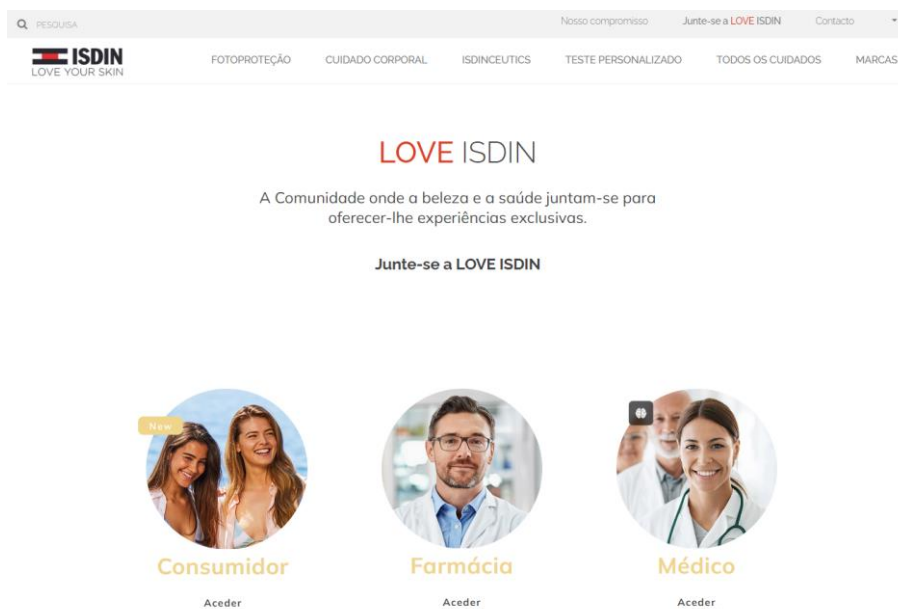 PESQUISA
Nosso compromisso
Junte-se a LOVE ISDIN
Contacto
ISDIN
LOVE YOUR SKIN
FOTOPROTEÇÃO
CUIDADO CORPORAL
ISDINCEUTICS
TESTE PERSONALIZADO
TODOS OS CUIDADOS
MARCAS
LOVE ISDIN
A Comunidade onde a beleza e a saúde juntam-se para
oferecer-lhe experiências exclusivas.
Junte-se a LOVE ISDIN
New
Consumidor
Farmácia
Médico
Aceder
Aceder
Aceder